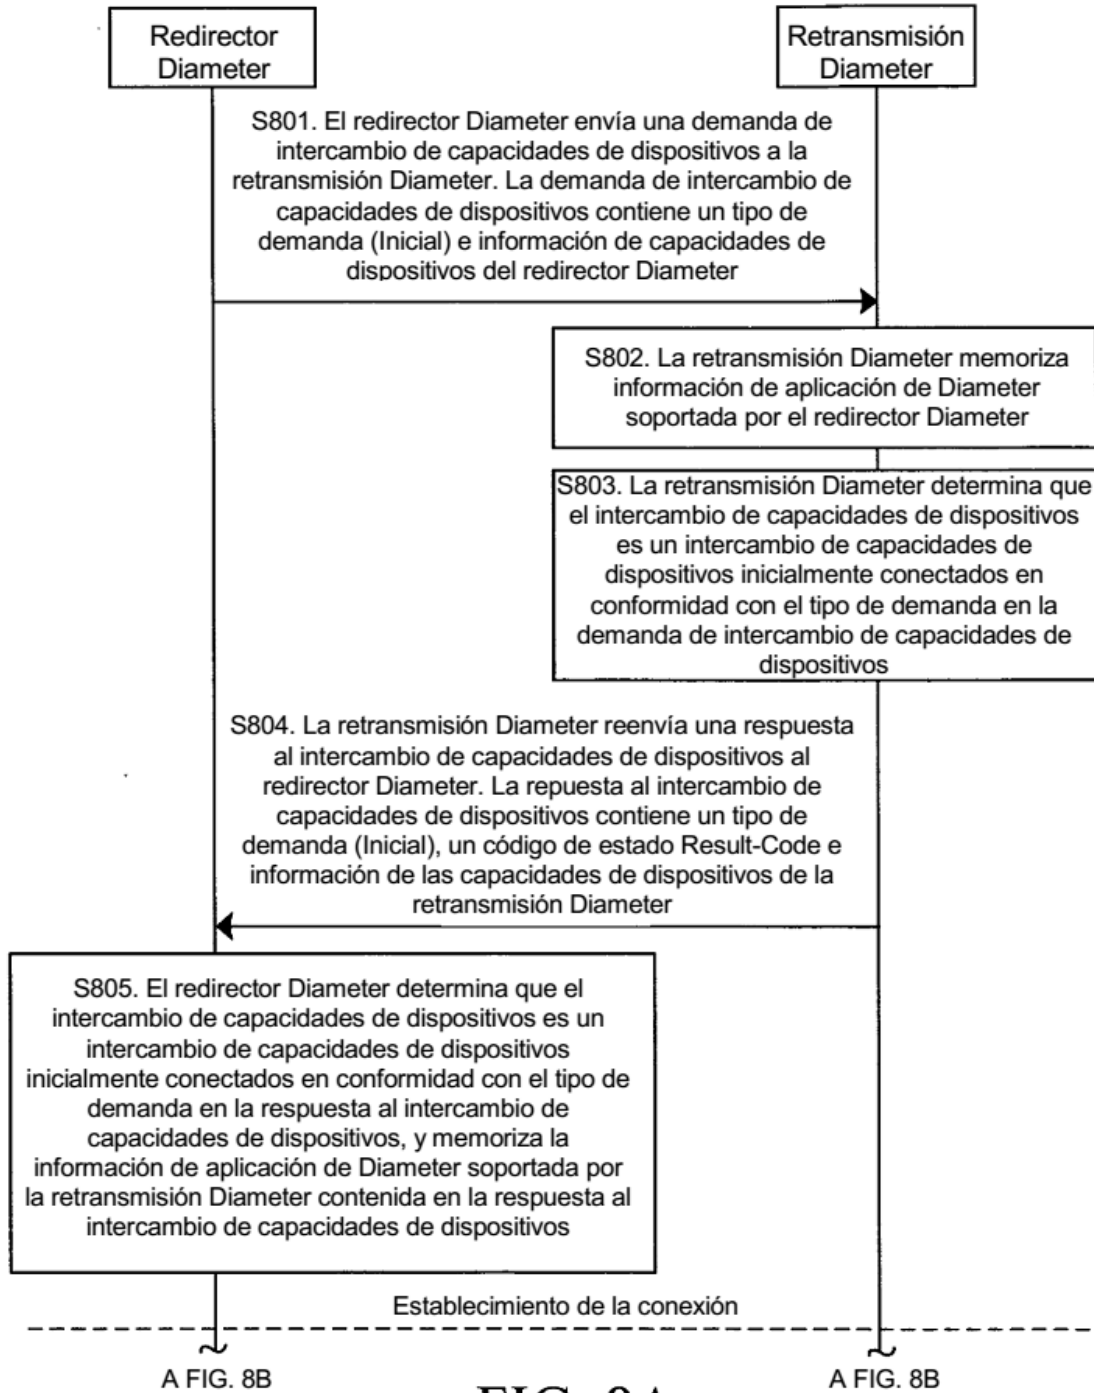 Redirector
Diameter
Retransmisión
Diameter
S801. El redirector Diameter envía una demanda de
intercambio de capacidades de dispositivos a la
retransmisión Diameter. La demanda de intercambio de
capacidades de dispositivos contiene un tipo de
demanda (Inicial) e información de capacidades de
dispositivos del redirector Diameter
S802. La retransmisión Diameter memoriza
información de aplicación de Diameter
soportada por el redirector Diameter
S803. La retransmisión Diameter determina que
el intercambio de capacidades de dispositivos
es un intercambio de capacidades de
dispositivos inicialmente conectados en
conformidad con el tipo de demanda en la
demanda de intercambio de capacidades de
dispositivos
S804. La retransmisión Diameter reenvía una respuesta
al intercambio de capacidades de dispositivos al
redirector Diameter. La repuesta al intercambio de
capacidades de dispositivos contiene un tipo de
demanda (Inicial), un código de estado Result-Code e
información de las capacidades de dispositivos de la
retransmisión Diameter
S805. El redirector Diameter determina que el
intercambio de capacidades de dispositivos es un
intercambio de capacidades de dispositivos
inicialmente conectados en conformidad con el tipo de
demanda en la respuesta al intercambio de
capacidades de dispositivos, y memoriza la
información de aplicación de Diameter soportada por
la retransmisión Diameter contenida en la respuesta al
intercambio de capacidades de dispositivos
Establecimiento de la conexión
A FIG. 8B
A FIG. 8B